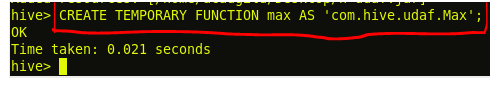 hive> CREATE TEMPORARY FUNCTION max AS 'com.hive.udaf.Max';
OK
Time taken: 0.021 seconds
hive>